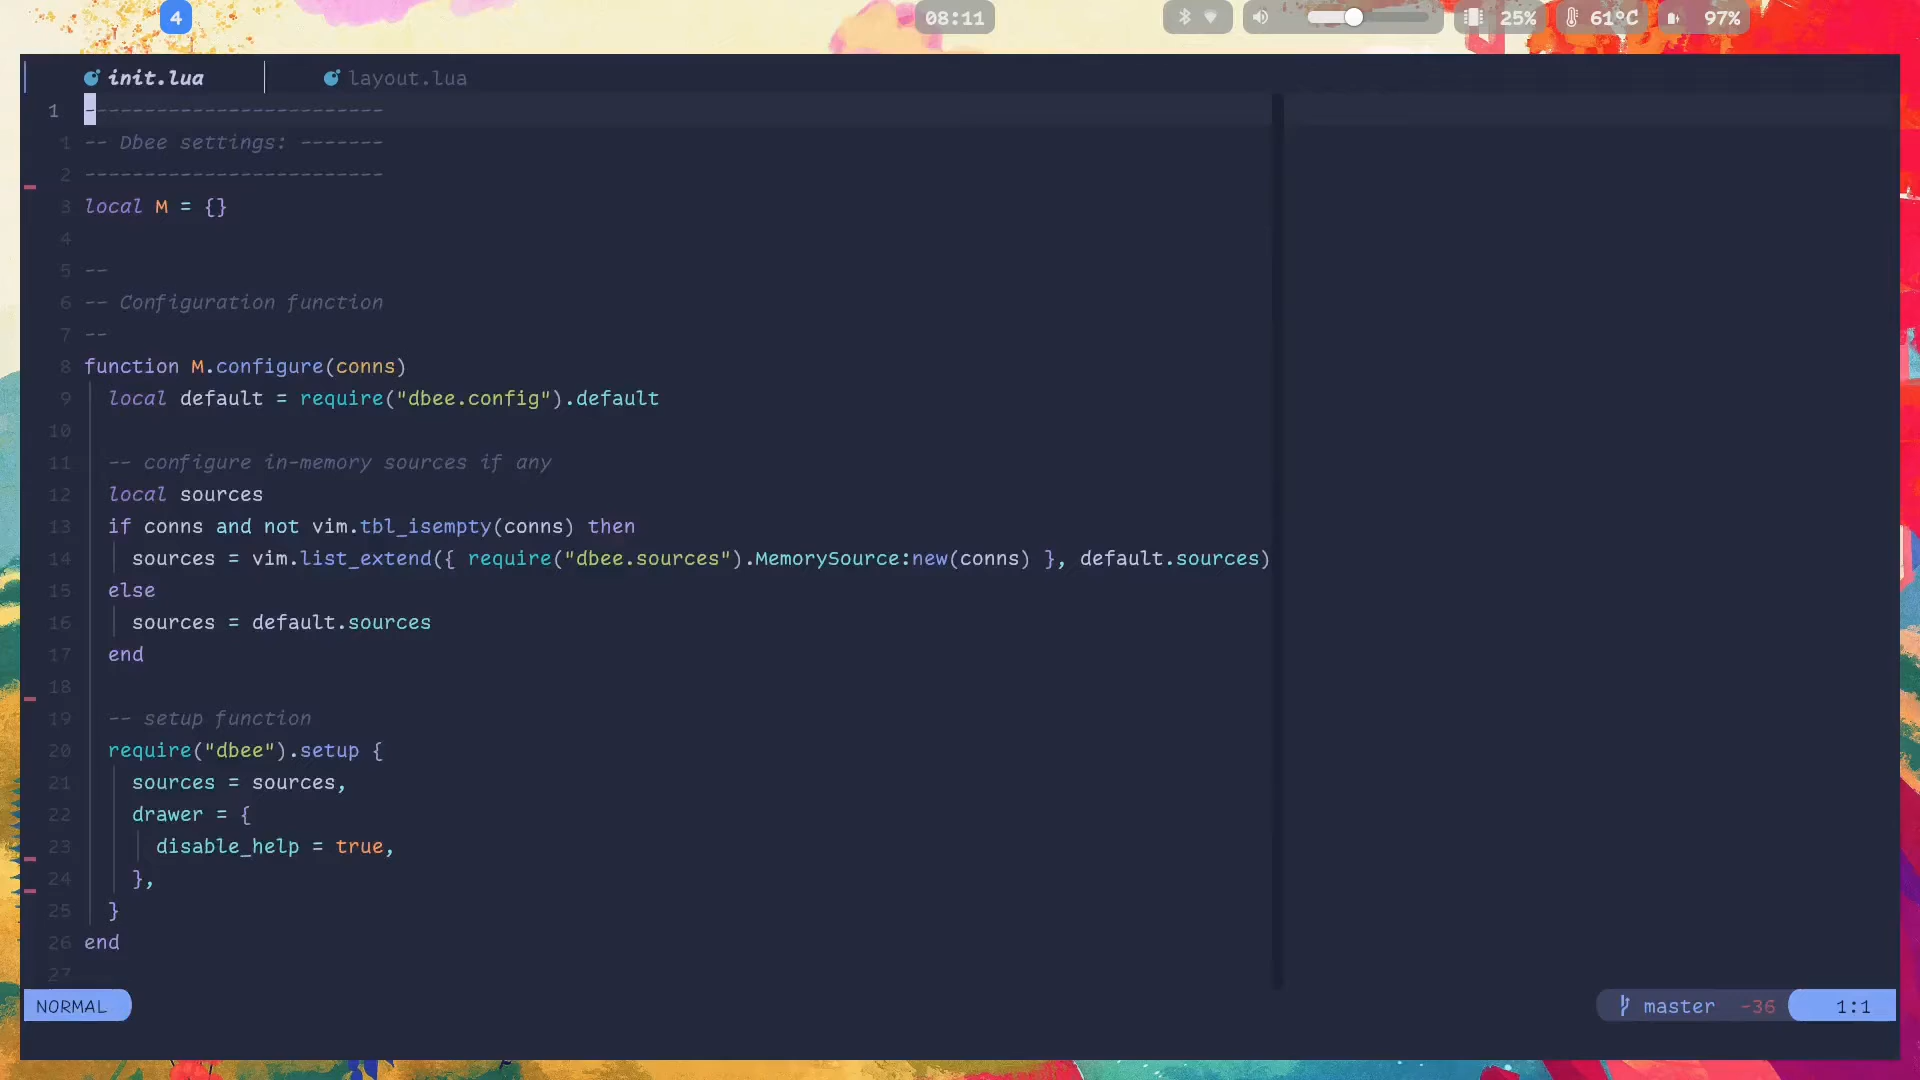 4 08:11 25% 61°C 97%
init.lua layout.lua
1 -------------------------
1 -- Dbee settings: -------
2 -------------------------
3 local M = {}
4
5 --
6 -- Configuration function
7 --
8 function M.configure(conns)
9 local default = require("dbee.config").default
10
11 -- configure in-memory sources if any
12 local sources
13 if conns and not vim.tbl_isempty(conns) then
14 sources = vim.list_extend({ require("dbee.sources").MemorySource:new(conns) }, default.sources)
15 else
16 sources = default.sources
17 end
18
19 -- setup function
20 require("dbee").setup {
21 sources = sources,
22 drawer = {
23 disable_help = true,
24 },
25 }
26 end
27
NORMAL master -36 1:1